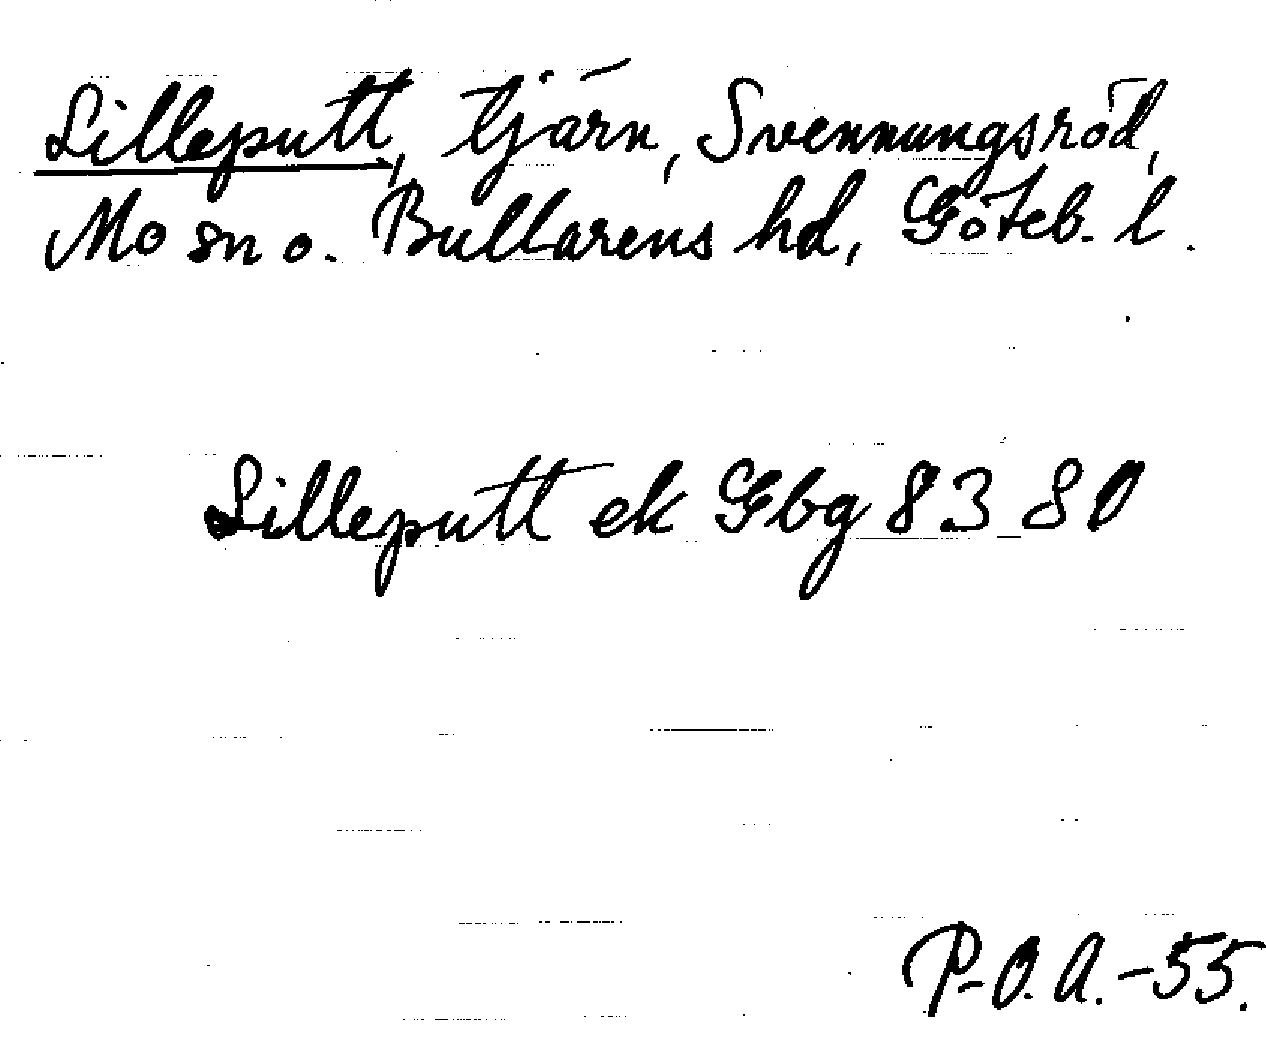 Lilleputt, tjärn, Svennungsröd,
Mo sn o. Bullarens hd, Göteb. l.
Lilleputt ek Gbg 83 80
P-O.A.-55.